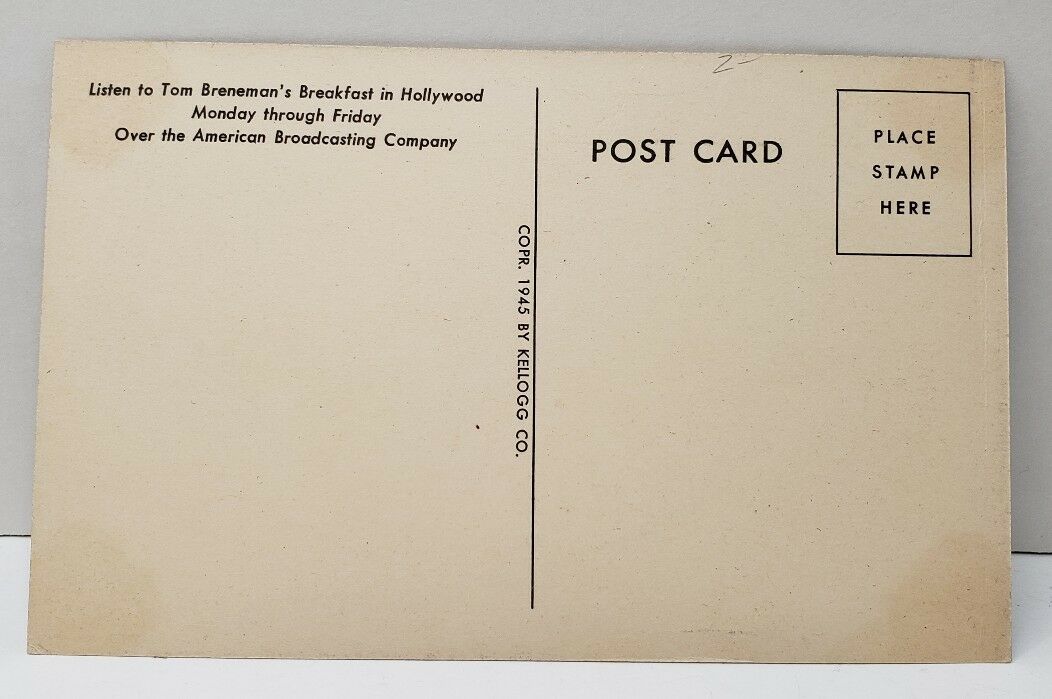 Listen to Tom Breneman's Breakfast in Hollywood
Monday through Friday
Over the American Broadcasting Company
COPR. 1945 BY KELLOGG CO.
POST CARD
PLACE
STAMP
HERE